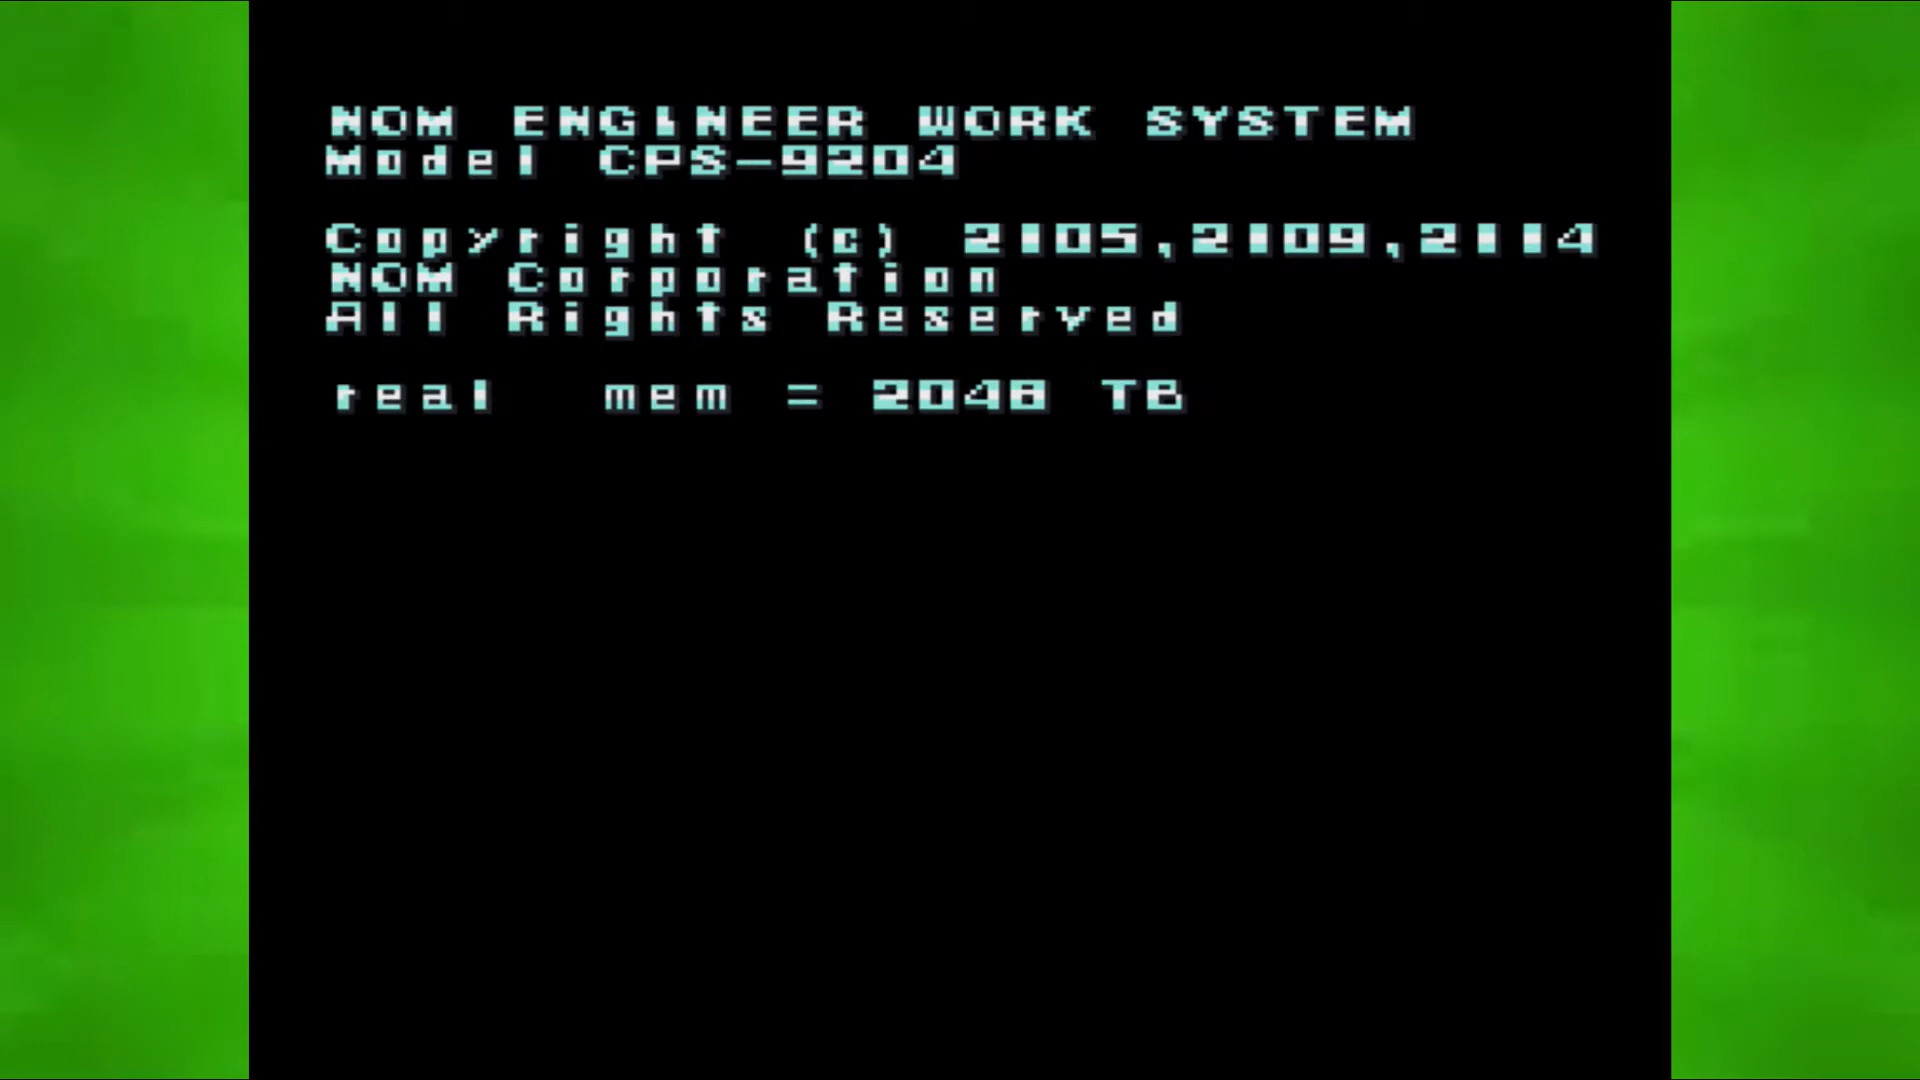 NOM ENGINEER WORK SYSTEM
Model CPS-9204
Copyright (c) 2105,2109,2114
NOM Corporation
All Rights Reserved
real mem = 2048 TB